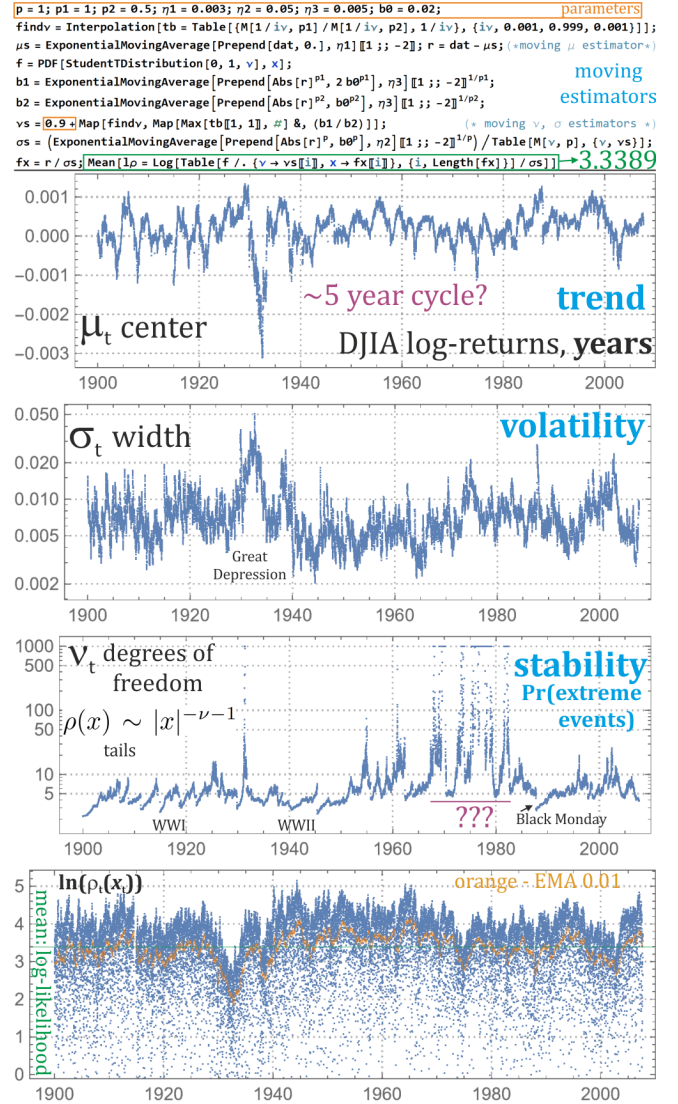 p = 1; p1 = 1; p2 = 0.5; η1 = 0.003; η2 = 0.05; η3 = 0.005; b0 = 0.02;
parameters
findν = Interpolation[tb = Table[{M[1 / iν, p1] / M[1 / iν, p2], 1 / iν}, {iν, 0.001, 0.999, 0.001}]];
μs = ExponentialMovingAverage[Prepend[dat, 0.], η1]〚1 ;; -2〛; r = dat - μs; (*moving μ estimator*)
f = PDF[StudentTDistribution[0, 1, ν], x];
b1 = ExponentialMovingAverage[Prepend[Abs[r]^p1, 2 b0^p1], η3]〚1 ;; -2〛^1/p1;
b2 = ExponentialMovingAverage[Prepend[Abs[r]^p2, b0^p2], η3]〚1 ;; -2〛^1/p2;
moving
estimators
νs = 0.9 + Map[findν, Map[Max[tb〚1, 1〛, #] &, (b1 / b2)]]; (* moving ν, σ estimators *)
σs = (ExponentialMovingAverage[Prepend[Abs[r]^p, b0^p], η2]〚1 ;; -2〛^1/p) / Table[M[ν, p], {ν, νs}];
fx = r / σs; Mean[lρ = Log[Table[f /. {ν → νs〚i〛, x → fx〚i〛}, {i, Length[fx]}] / σs]] 3.3389
0.001
0.000
-0.001
-0.002
-0.003
~5 year cycle?
trend
μt center
DJIA log-returns, years
1900 1920 1940 1960 1980 2000
0.050
0.020
0.010
0.005
0.002
σt width
volatility
Great
Depression
1900 1920 1940 1960 1980 2000
1000
500
100
50
10
5
νt degrees of
freedom
stability
Pr(extreme
events)
ρ(x) ∼ |x|^−ν−1
tails
WWI
WWII
???
Black Monday
1900 1920 1940 1960 1980 2000
5
4
3
2
1
0
ln(ρt(xt))
orange - EMA 0.01
mean: log-likelihood
1900 1920 1940 1960 1980 2000